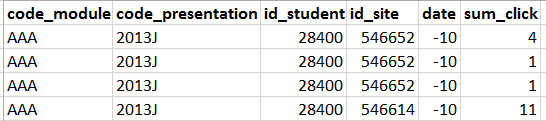 code_module code_presentation id_student id_site date sum_click
AAA 2013J 28400 546652 -10 4
AAA 2013J 28400 546652 -10 1
AAA 2013J 28400 546652 -10 1
AAA 2013J 28400 546614 -10 11